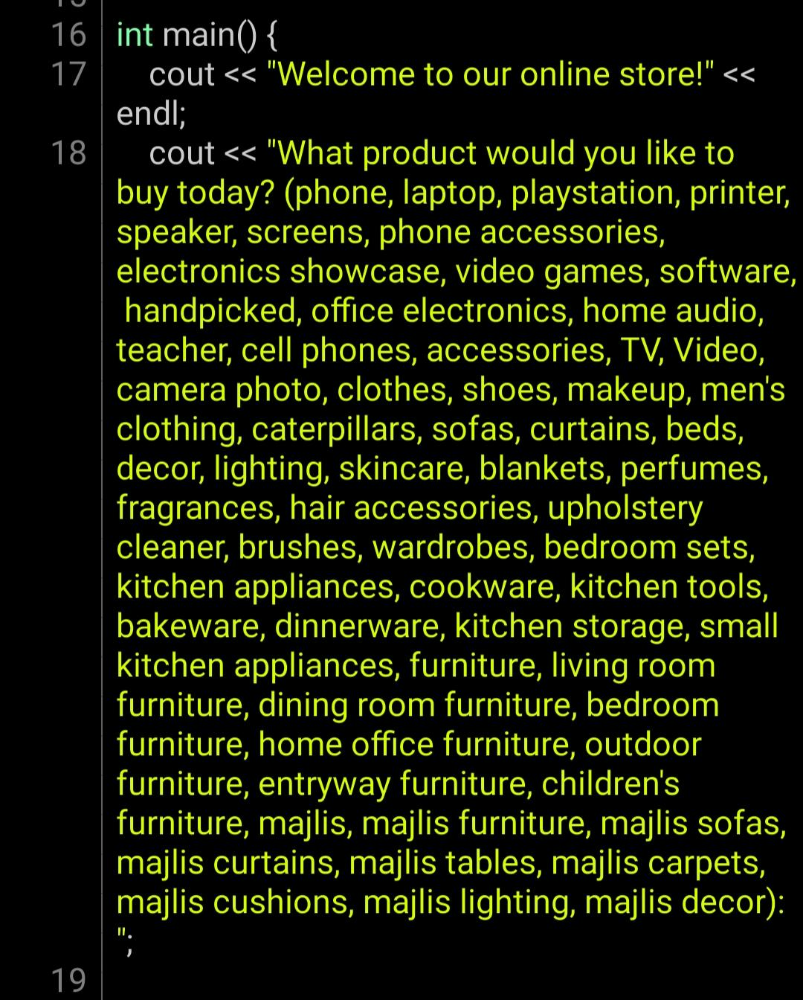 16 int main() {
17 cout << "Welcome to our online store!" <<
endl;
18 cout << "What product would you like to
buy today? (phone, laptop, playstation, printer,
speaker, screens, phone accessories,
electronics showcase, video games, software,
handpicked, office electronics, home audio,
teacher, cell phones, accessories, TV, Video,
camera photo, clothes, shoes, makeup, men's
clothing, caterpillars, sofas, curtains, beds,
decor, lighting, skincare, blankets, perfumes,
fragrances, hair accessories, upholstery
cleaner, brushes, wardrobes, bedroom sets,
kitchen appliances, cookware, kitchen tools,
bakeware, dinnerware, kitchen storage, small
kitchen appliances, furniture, living room
furniture, dining room furniture, bedroom
furniture, home office furniture, outdoor
furniture, entryway furniture, children's
furniture, majlis, majlis furniture, majlis sofas,
majlis curtains, majlis tables, majlis carpets,
majlis cushions, majlis lighting, majlis decor):
";
19